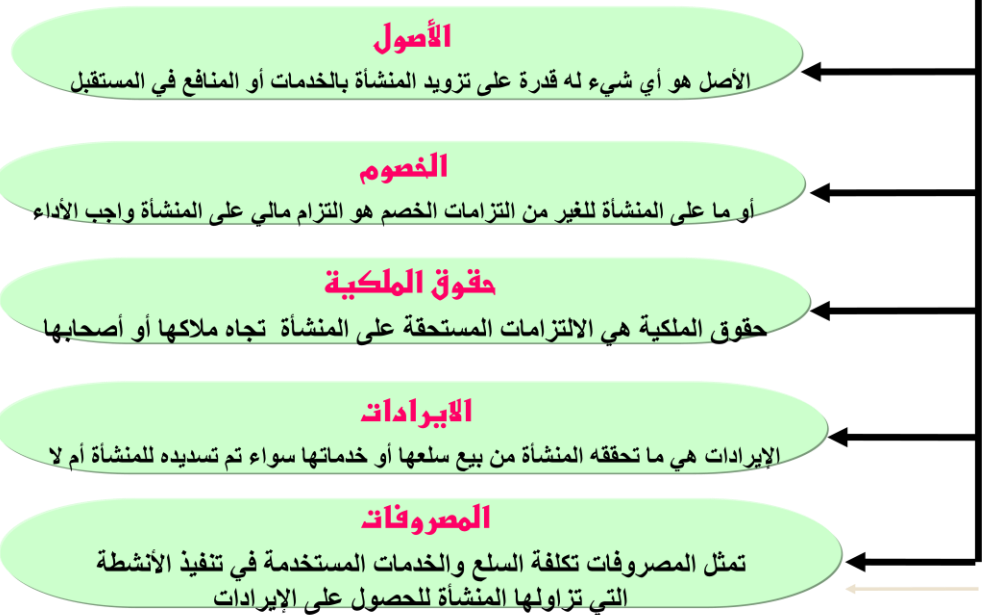 الأصول
الأصل هو أي شيء له قدرة على تزويد المنشأة بالخدمات أو المنافع في المستقبل
الخصوم
أو ما على المنشأة للغير من التزامات الخصم هو التزام مالي على المنشأة واجب الأداء
حقوق الملكية
حقوق الملكية هي الالتزامات المستحقة على المنشأة تجاه ملاكها أو أصحابها
الايرادات
الإيرادات هي ما تحققه المنشأة من بيع سلعها أو خدماتها سواء تم تسديده للمنشأة أم لا
المصروفات
تمثل المصروفات تكلفة السلع والخدمات المستخدمة في تنفيذ الأنشطة
التي تزاولها المنشأة للحصول على الإيرادات